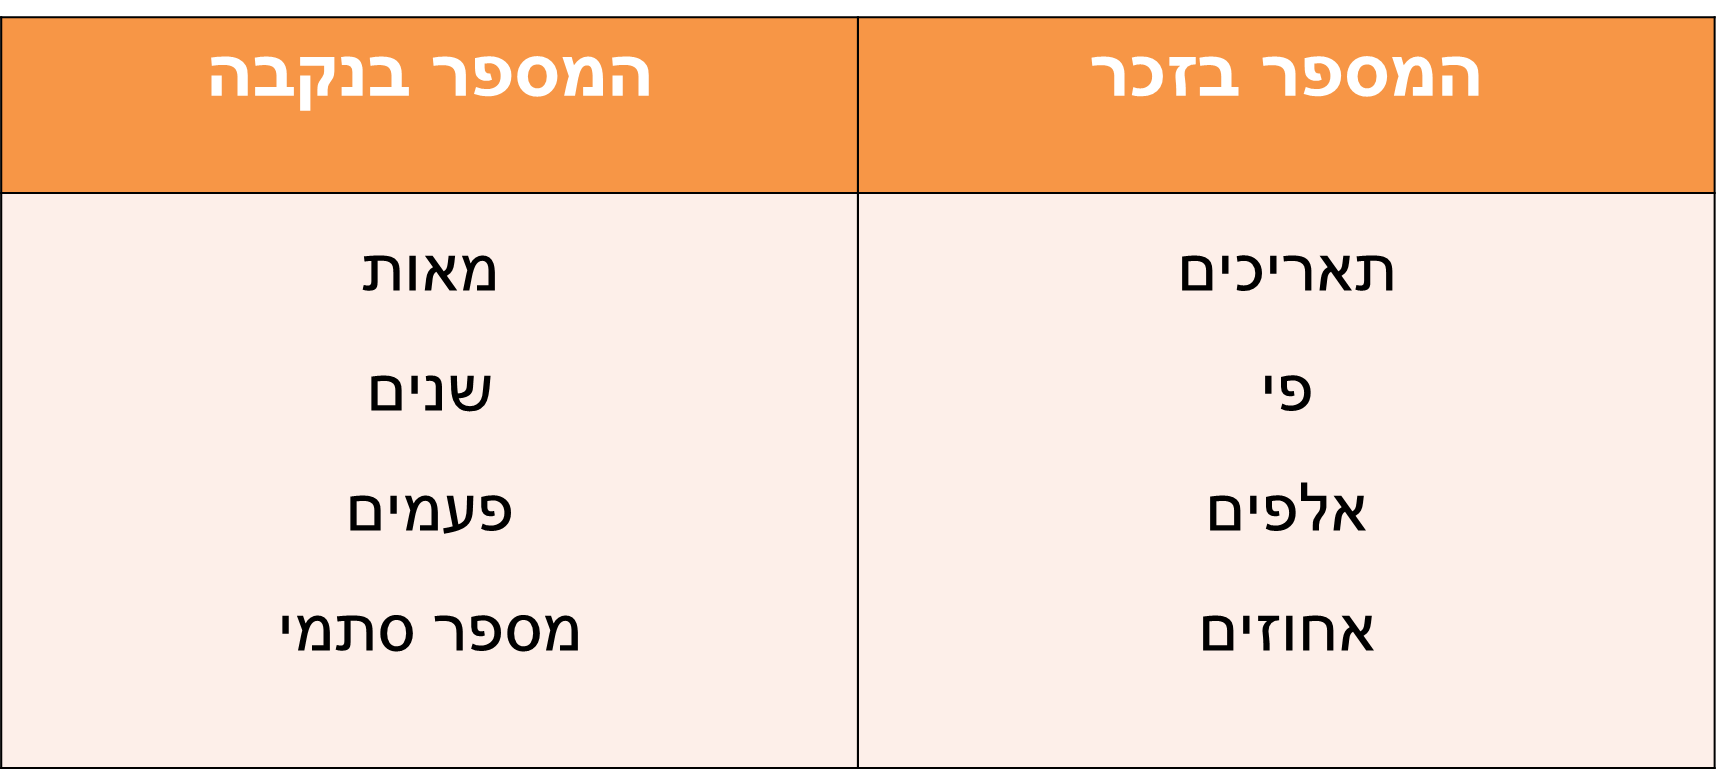 המספר בזכר
המספר בנקבה
תאריכים
מאות
פי
שנים
אלפים
פעמים
אחוזים
מספר סתמי